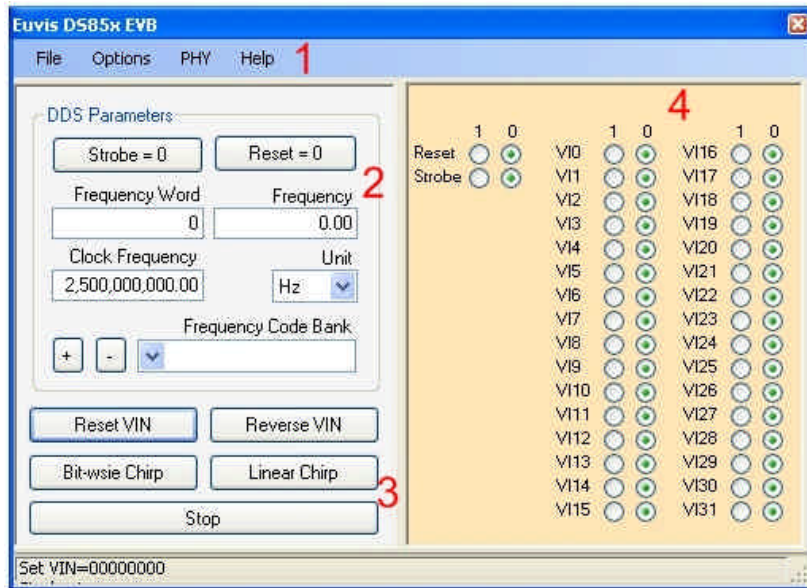 Euvis DS85x EVB
File Options PHY Help 1
DDS Parameters
Strobe = 0 Reset = 0
2
Frequency Word Frequency
0 0.00
Clock Frequency Unit
2,500,000,000.00 Hz
Frequency Code Bank
+ -
Reset VIN Reverse VIN
Bit-wsie Chirp Linear Chirp
3
Stop
4
1 0 1 0 1 0
Reset VI0 VI16
Strobe VI1 VI17
VI2 VI18
VI3 VI19
VI4 VI20
VI5 VI21
VI6 VI22
VI7 VI23
VI8 VI24
VI9 VI25
VI10 VI26
VI11 VI27
VI12 VI28
VI13 VI29
VI14 VI30
VI15 VI31
Set VIN=00000000